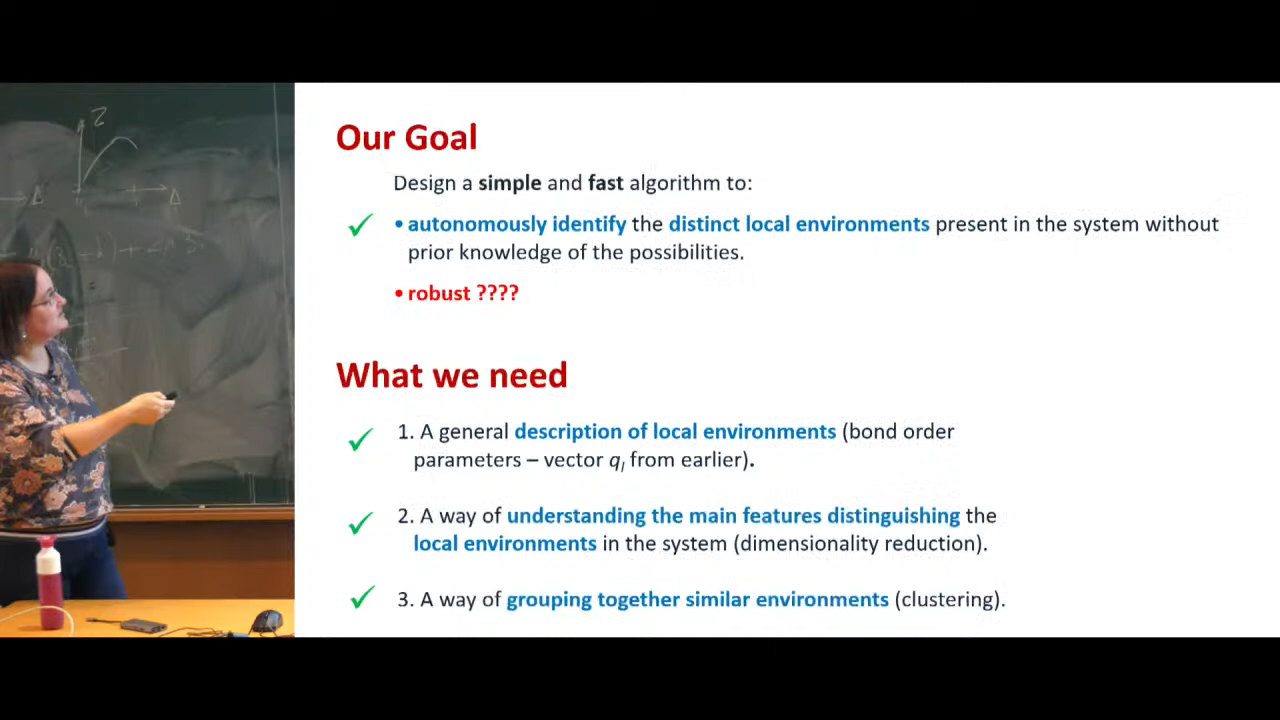 Z
Δ
Δ
Our Goal
Design a simple and fast algorithm to:
✓ • autonomously identify the distinct local environments present in the system without
prior knowledge of the possibilities.
• robust ????
What we need
✓ 1. A general description of local environments (bond order
parameters – vector qₗ from earlier).
✓ 2. A way of understanding the main features distinguishing the
local environments in the system (dimensionality reduction).
✓ 3. A way of grouping together similar environments (clustering).